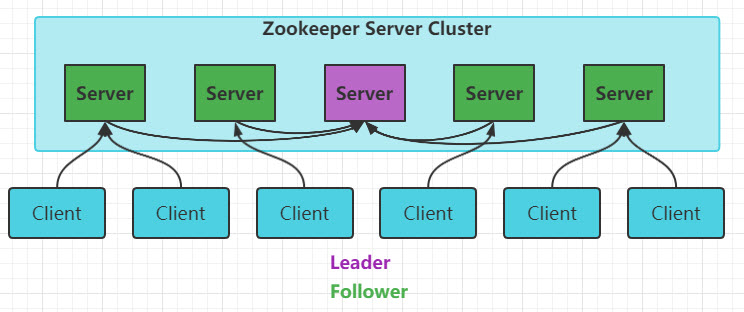 Zookeeper Server Cluster
Server Server Server Server Server
Client Client Client Client Client Client
Leader
Follower